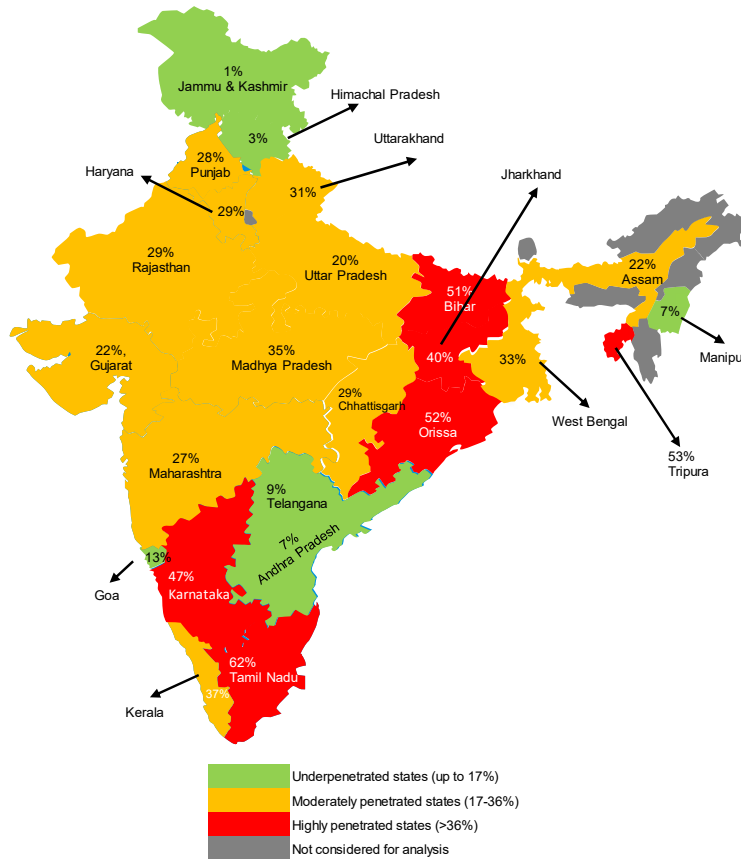 1%
Jammu & Kashmir
Himachal Pradesh
3%
Uttarakhand
28%
Punjab
Haryana
Jharkhand
31%
29%
29%
Rajasthan
20%
Uttar Pradesh
22%
Assam
51%
Bihar
7%
22%,
Gujarat
35%
Madhya Pradesh
40%
33%
Manipu
29%
Chhattisgarh
52%
Orissa
West Bengal
27%
Maharashtra
53%
Tripura
9%
Telangana
7%
Andhra Pradesh
13%
Goa
47%
Karnataka
62%
Tamil Nadu
37%
Kerala
Underpenetrated states (up to 17%)
Moderately penetrated states (17-36%)
Highly penetrated states (>36%)
Not considered for analysis